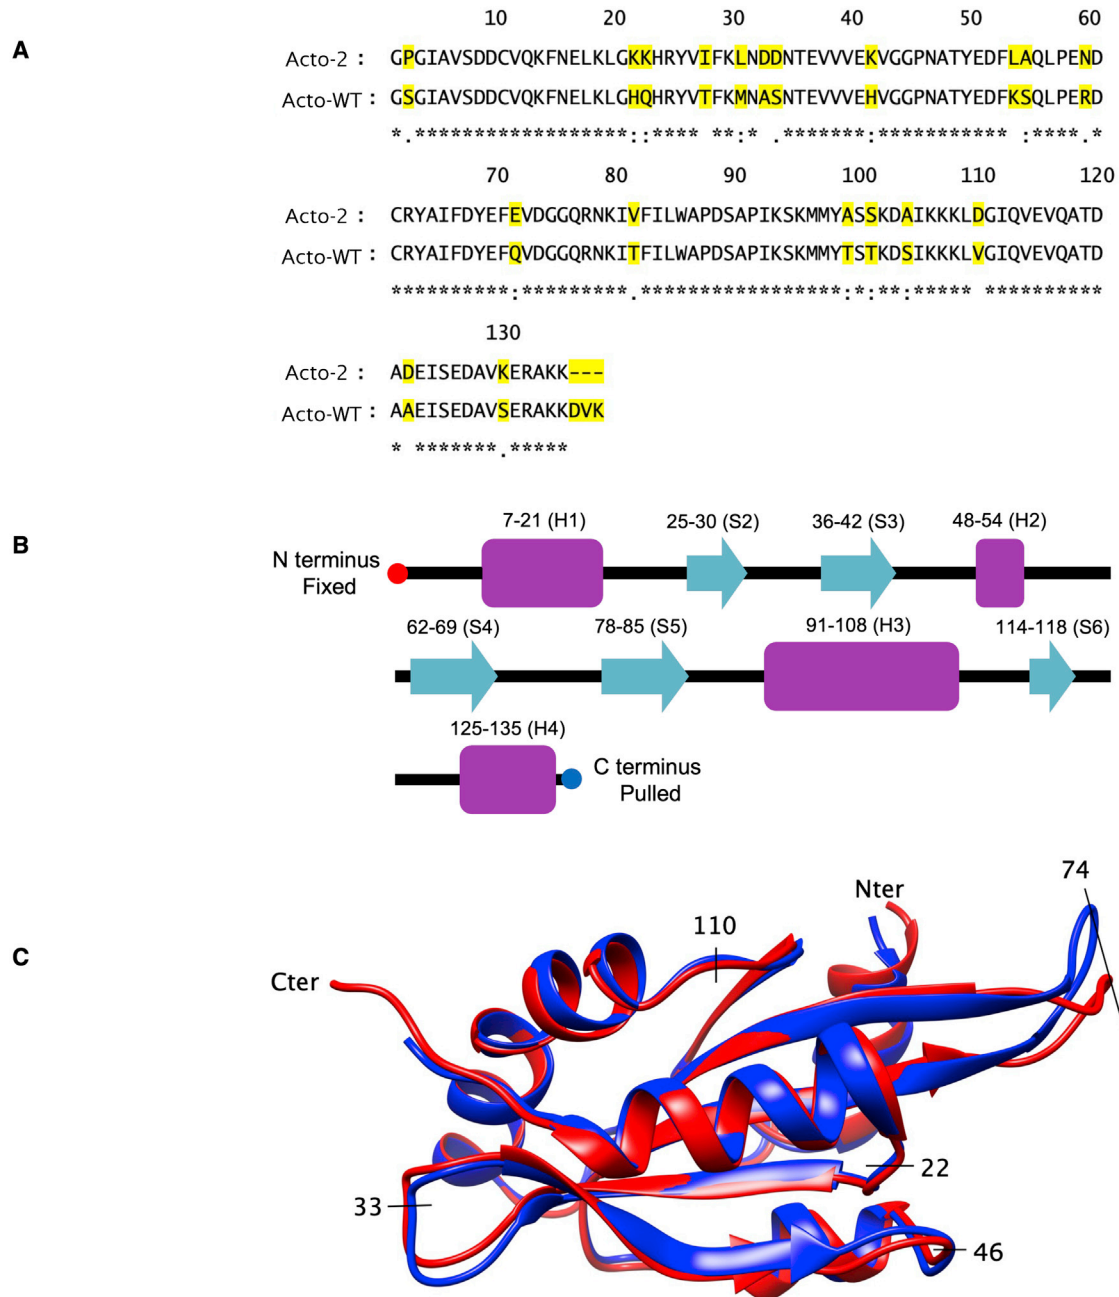 A
10 20 30 40 50 60
Acto-2 : GPGIAVSDDCVQKFNELKLGKKHRYVIFKLNDDNTEVVVEKVGGPNATYEDFLAQLPEND
Acto-WT : GSGIAVSDDCVQKFNELKLGHQHRYVTFKMNASNTEVVVEHVGGPNATYEDFKSQLPERD
*.******************::**** **:* .******* *********** :****.*
70 80 90 100 110 120
Acto-2 : CRYAIFDYEFEVDGGQRNKIVFILWAPDSAPIKSKMMYASSKDAIKKKLDGIQVEVQATD
Acto-WT : CRYAIFDYEFQVDGGQRNKITFILWAPDSAPIKSKMMYTSTKDSIKKKLVGIQVEVQATD
**********:*********.*****************:*:**:***** **********
130
Acto-2 : ADEISEDAVKERAKK---
Acto-WT : AAEISEDAVSERAKKDVK
* *******.*****
B
7-21 (H1) 25-30 (S2) 36-42 (S3) 48-54 (H2)
N terminus
Fixed
62-69 (S4) 78-85 (S5) 91-108 (H3) 114-118 (S6)
125-135 (H4)
C terminus
Pulled
C
74
Nter
110
Cter
22
33
46